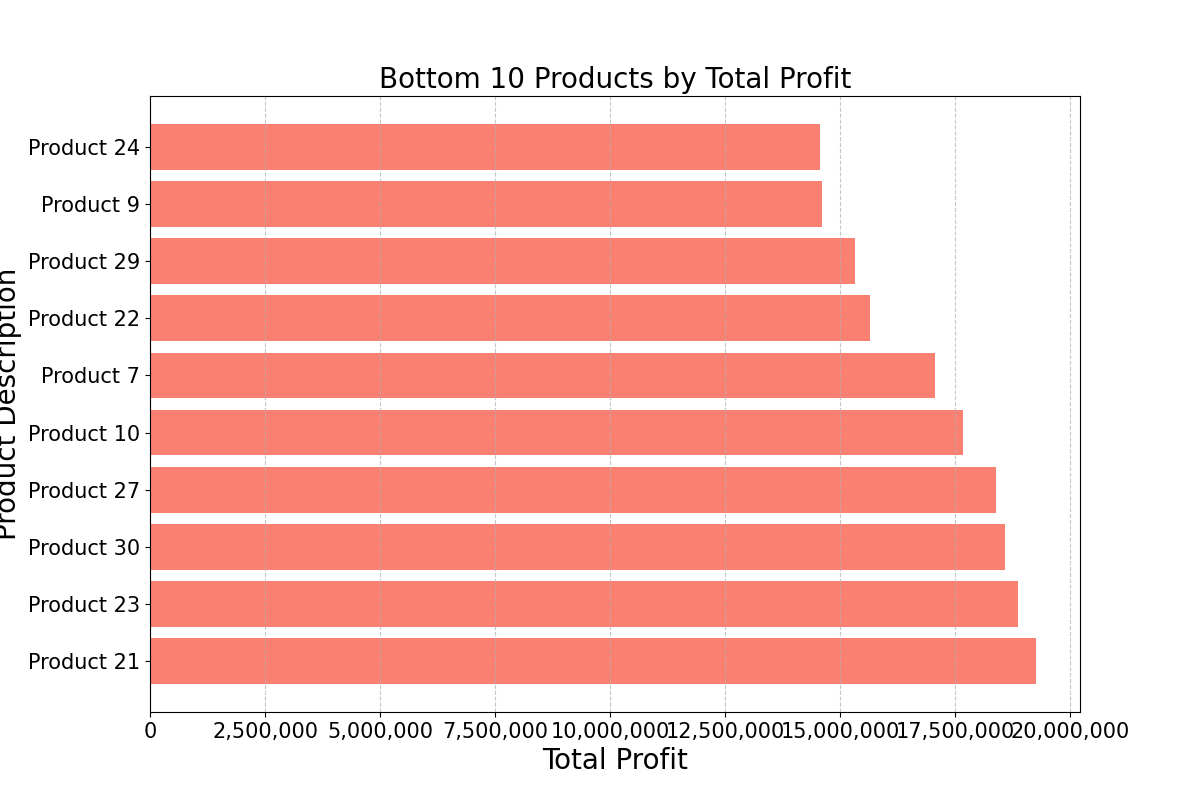 Bottom 10 Products by Total Profit
Product Description
Product 24
Product 9
Product 29
Product 22
Product 7
Product 10
Product 27
Product 30
Product 23
Product 21
0 2,500,000 5,000,000 7,500,000 10,000,000 12,500,000 15,000,000 17,500,000 20,000,000
Total Profit